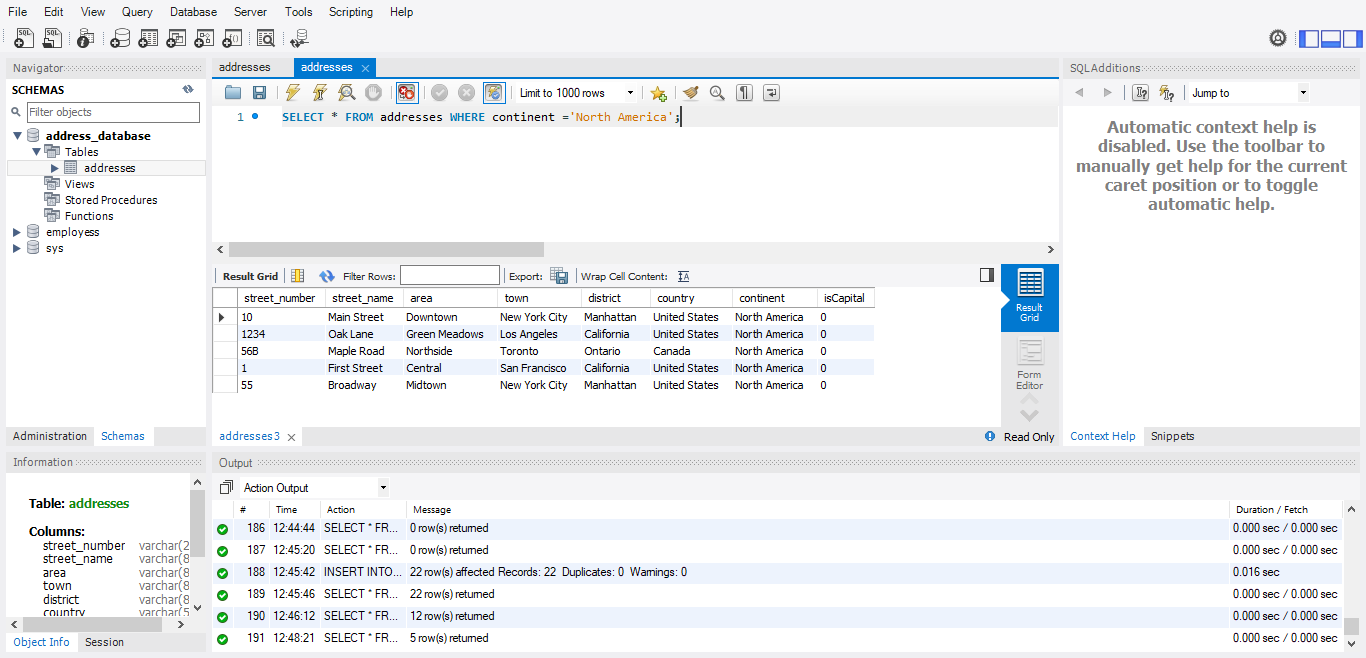 File Edit View Query Database Server Tools Scripting Help
Navigator
SCHEMAS
Filter objects
address_database
Tables
addresses
Views
Stored Procedures
Functions
employess
sys
Administration Schemas
Information
Table: addresses
Columns:
street_number varchar(2
street_name varchar(8
area varchar(8
town varchar(8
district varchar(8
country varchar(5
Object Info Session
addresses addresses
Limit to 1000 rows
1 SELECT * FROM addresses WHERE continent ='North America';
Result Grid Filter Rows: Export: Wrap Cell Content:
street_number street_name area town district country continent isCapital
10 Main Street Downtown New York City Manhattan United States North America 0
1234 Oak Lane Green Meadows Los Angeles California United States North America 0
56B Maple Road Northside Toronto Ontario Canada North America 0
1 First Street Central San Francisco California United States North America 0
55 Broadway Midtown New York City Manhattan United States North America 0
Result
Grid
Form
Editor
addresses3 Read Only
SQLAdditions
Jump to
Automatic context help is
disabled. Use the toolbar to
manually get help for the current
caret position or to toggle
automatic help.
Context Help Snippets
Output
Action Output
# Time Action Message Duration / Fetch
186 12:44:44 SELECT * FR... 0 row(s) returned 0.000 sec / 0.000 sec
187 12:45:20 SELECT * FR... 0 row(s) returned 0.000 sec / 0.000 sec
188 12:45:42 INSERT INTO... 22 row(s) affected Records: 22 Duplicates: 0 Warnings: 0 0.016 sec
189 12:45:46 SELECT * FR... 22 row(s) returned 0.000 sec / 0.000 sec
190 12:46:12 SELECT * FR... 12 row(s) returned 0.000 sec / 0.000 sec
191 12:48:21 SELECT * FR... 5 row(s) returned 0.000 sec / 0.000 sec